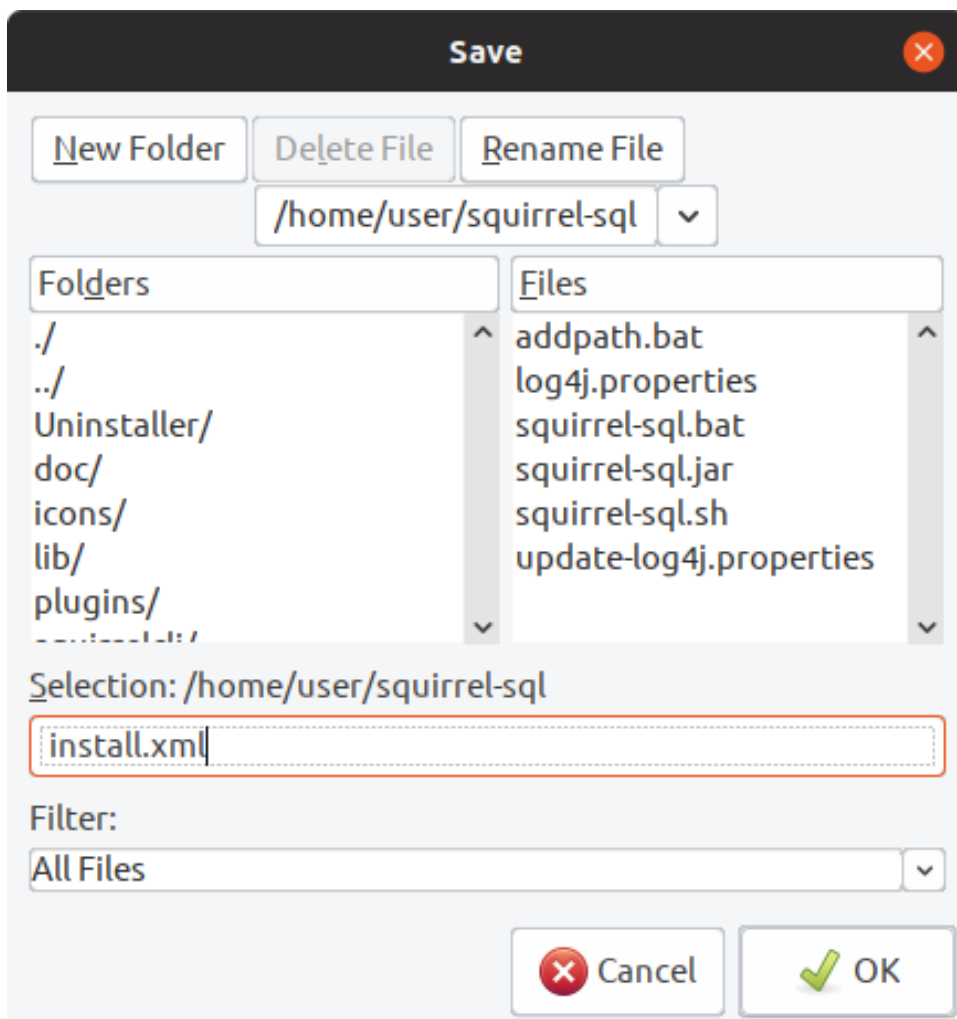 Save
New Folder Delete File Rename File
/home/user/squirrel-sql
Folders
./
../
Uninstaller/
doc/
icons/
lib/
plugins/
Files
addpath.bat
log4j.properties
squirrel-sql.bat
squirrel-sql.jar
squirrel-sql.sh
update-log4j.properties
Selection: /home/user/squirrel-sql
install.xml
Filter:
All Files
Cancel OK